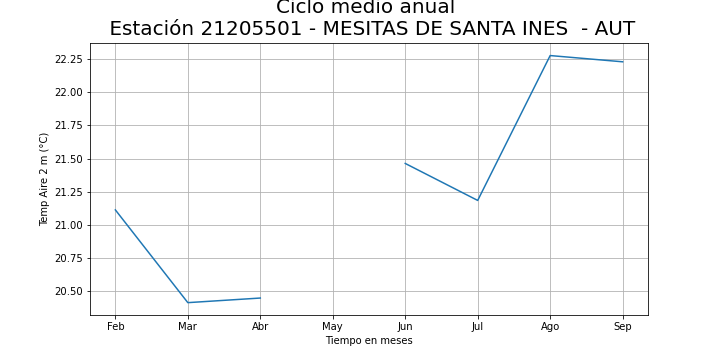 Ciclo medio anual
Estación 21205501 - MESITAS DE SANTA INES  - AUT
22.25
22.00
21.75
21.50
21.25
21.00
20.75
20.50
Temp Aire 2 m (°C)
Feb Mar Abr May Jun Jul Ago Sep
Tiempo en meses